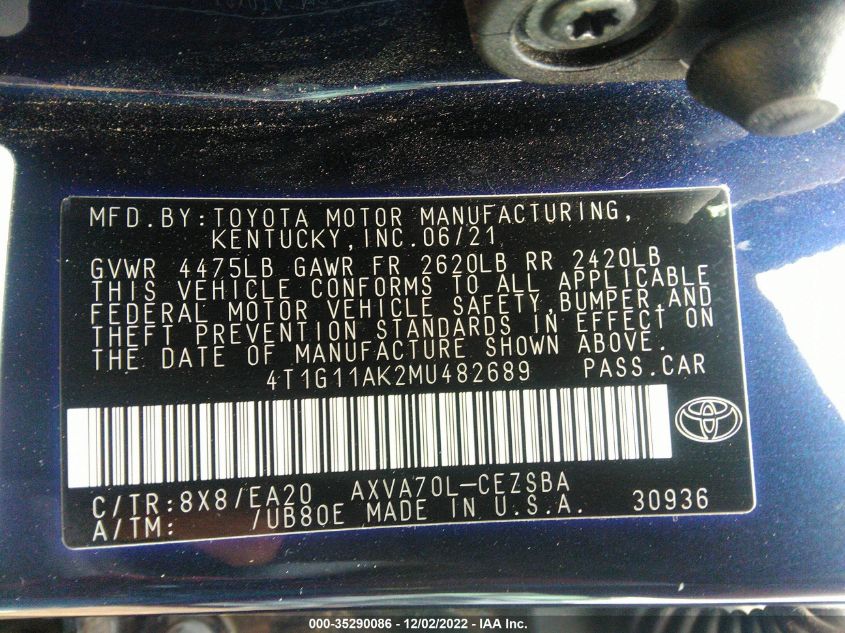 MFD.BY:TOYOTA MOTOR MANUFACTURING,
KENTUCKY,INC.06/21
GVWR 4475LB GAWR FR 2620LB RR 2420LB
THIS VEHICLE CONFORMS TO ALL APPLICABLE
FEDERAL MOTOR VEHICLE SAFETY,BUMPER,AND
THEFT PREVENTION STANDARDS IN EFFECT ON
THE DATE OF MANUFACTURE SHOWN ABOVE.
4T1G11AK2MU482689 PASS.CAR
C/TR:8X8/EA20 AXVA70L-CEZSBA
A/TM: /UB80E MADE IN U.S.A. 30936
000-35290086 - 12/02/2022 - IAA Inc.